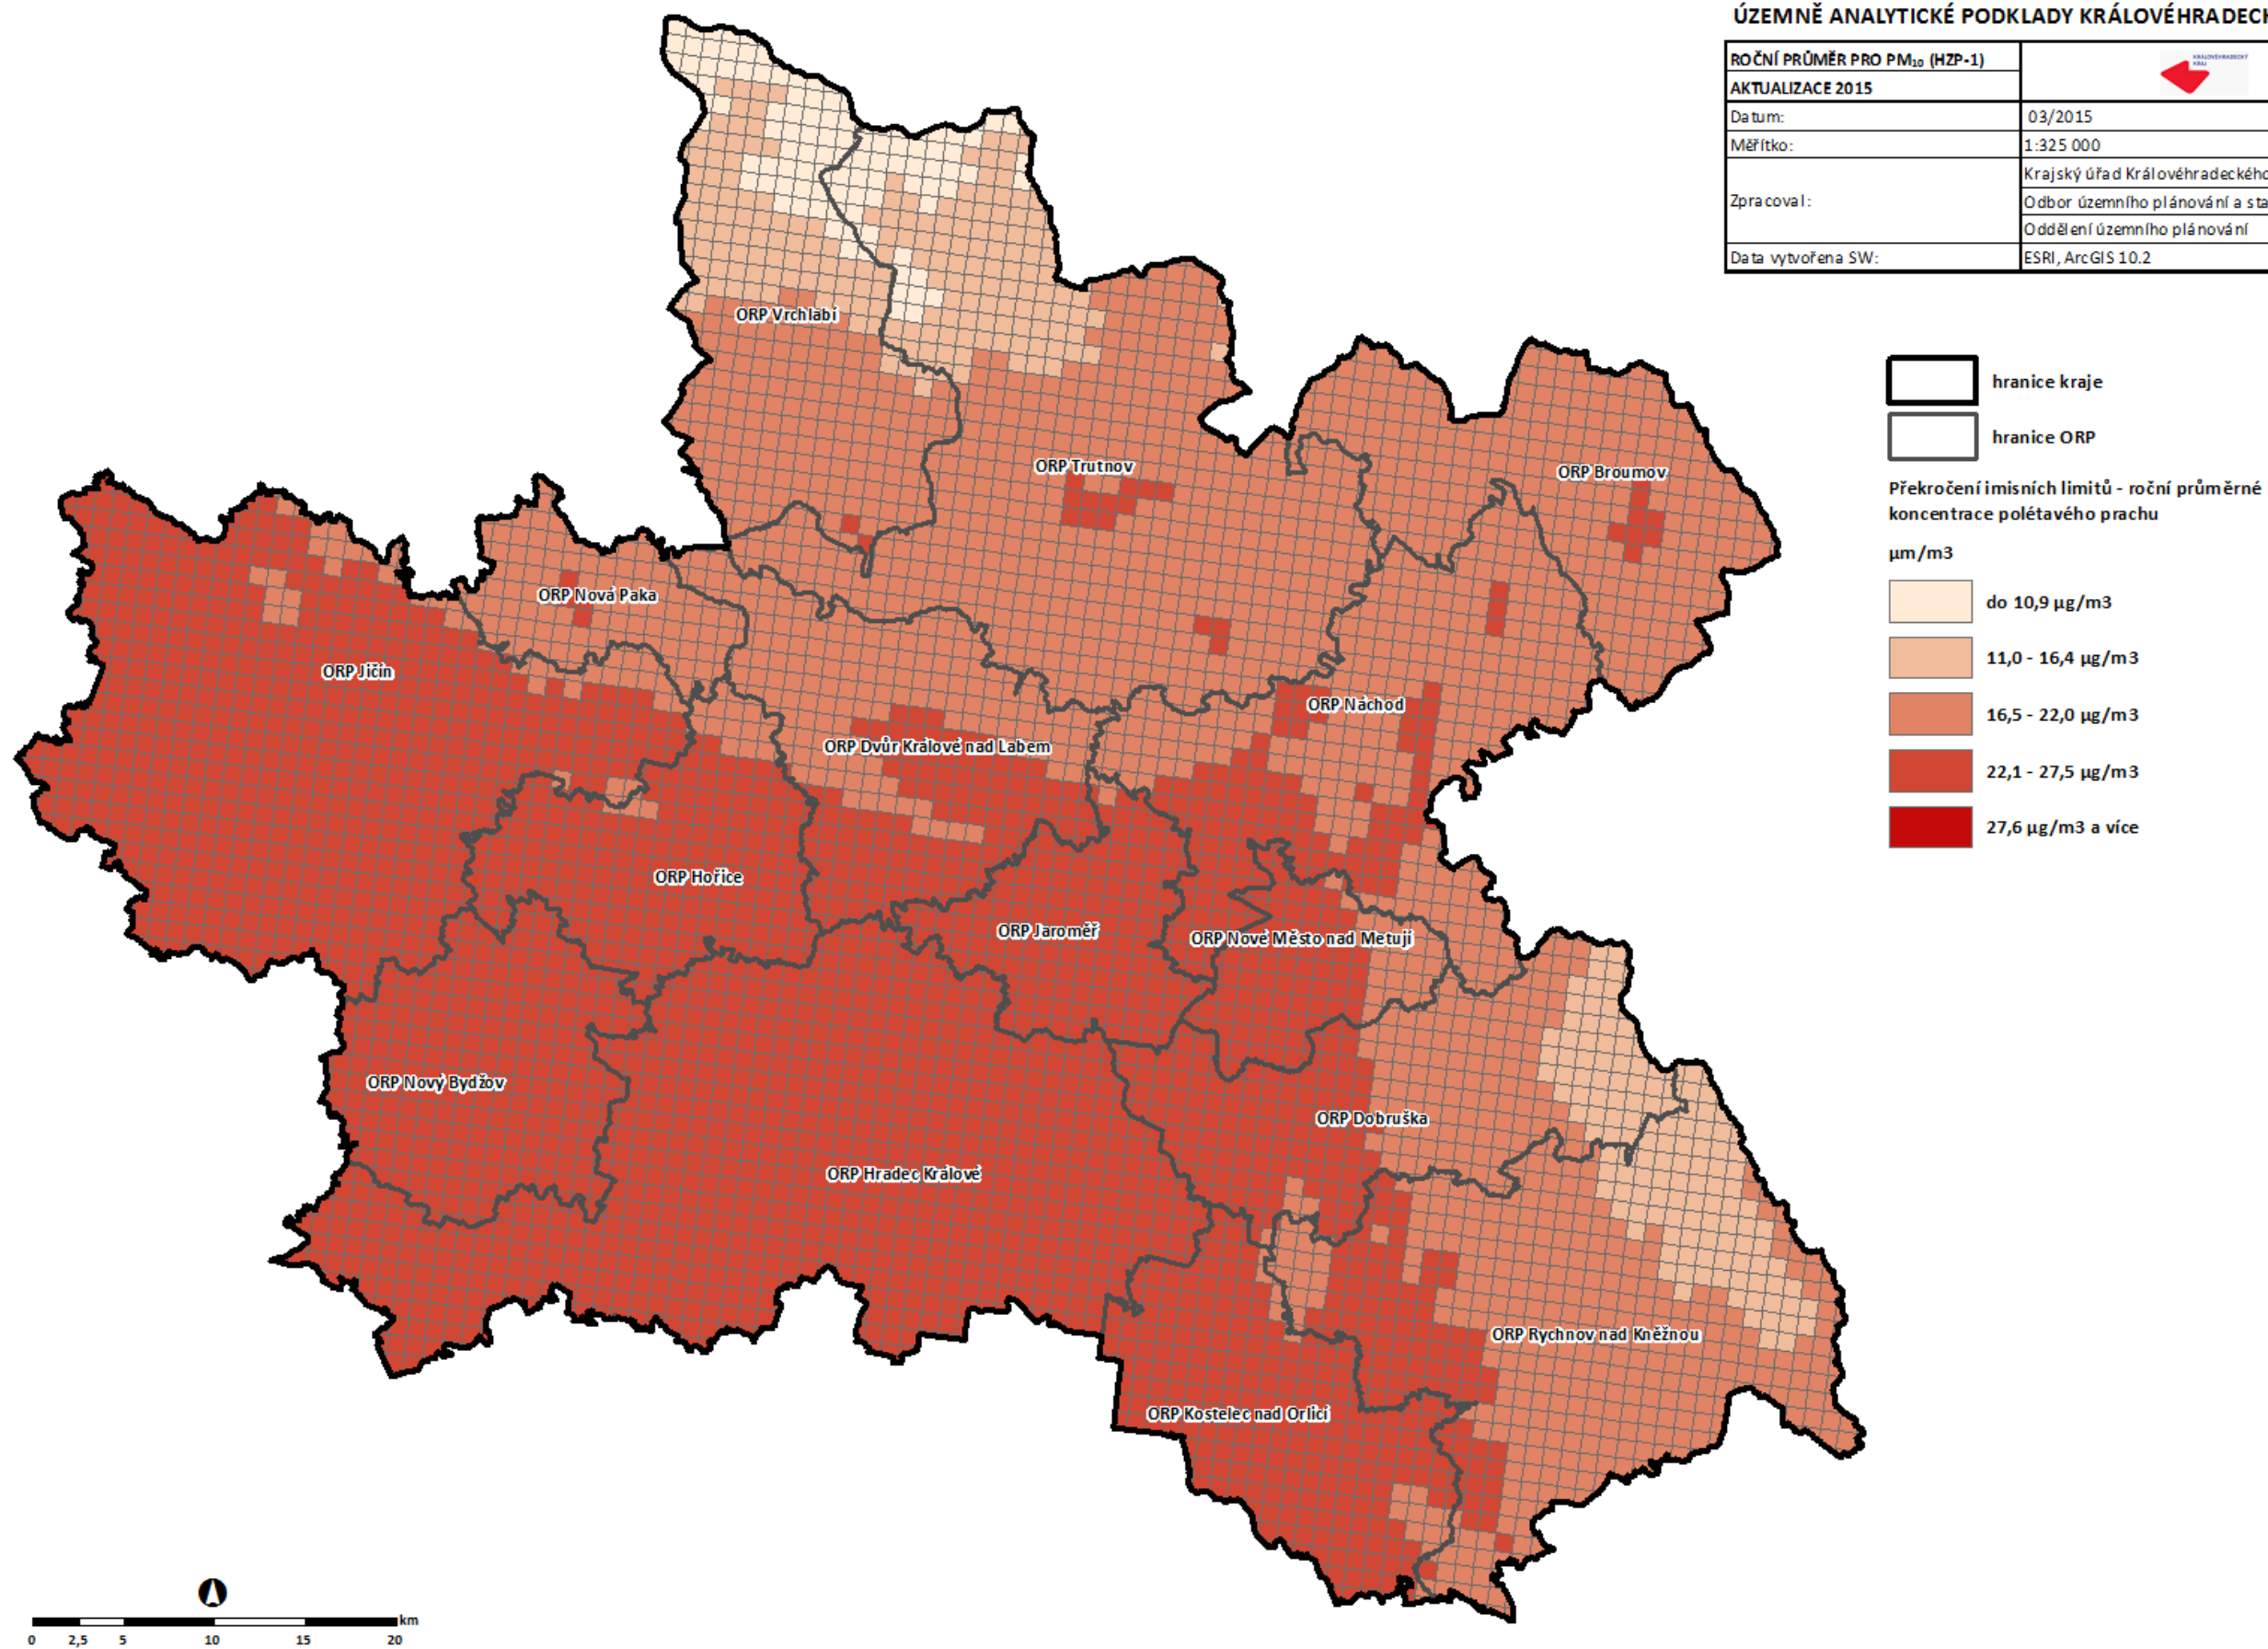 ÚZEMNĚ ANALYTICKÉ PODKLADY KRÁLOVÉHRADECH
ROČNÍ PRŮMĚR PRO PM₁₀ (HZP-1)
KRÁLOVÉHRADECKÝ
KRAJ
AKTUALIZACE 2015
Datum: 03/2015
Měřítko: 1:325 000
Zpracoval: Krajský úřad Královéhradeckého
Odbor územního plánování a sta
Oddělení územního plánování
Data vytvořena SW: ESRI, ArcGIS 10.2
hranice kraje
hranice ORP
Překročení imisních limitů - roční průměrné
koncentrace polétavého prachu
µm/m3
do 10,9 µg/m3
11,0 - 16,4 µg/m3
16,5 - 22,0 µg/m3
22,1 - 27,5 µg/m3
27,6 µg/m3 a více
ORP Vrchlabí
ORP Trutnov
ORP Broumov
ORP Nová Paka
ORP Jičín
ORP Náchod
ORP Dvůr Králové nad Labem
ORP Hořice
ORP Jaroměř
ORP Nové Město nad Metují
ORP Nový Bydžov
ORP Dobruška
ORP Hradec Králové
ORP Rychnov nad Kněžnou
ORP Kostelec nad Orlicí
km
0 2,5 5 10 15 20